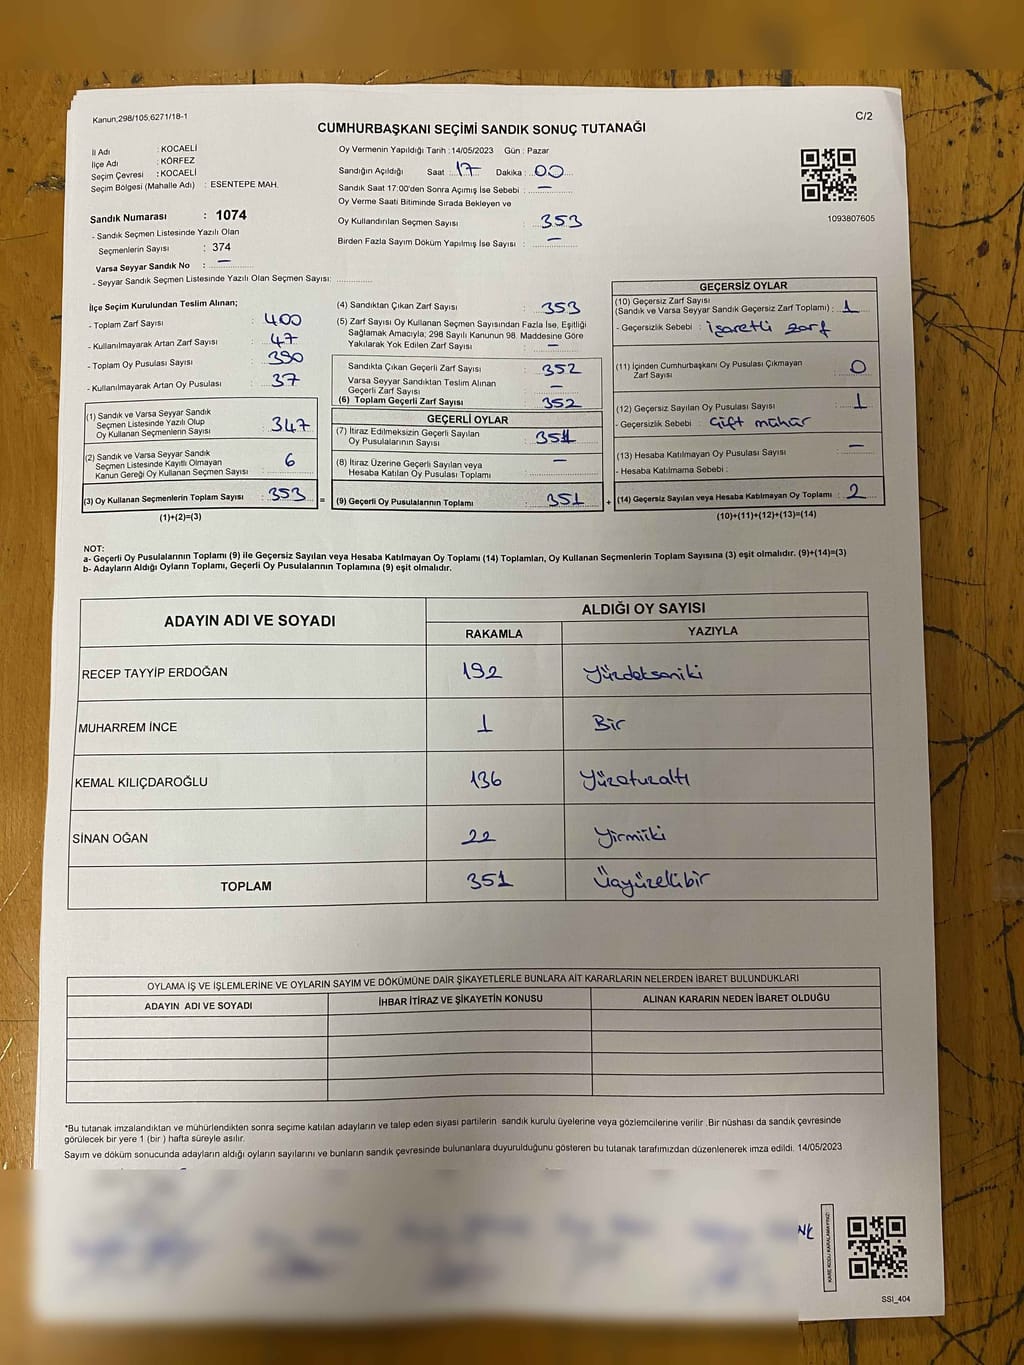 Kanun,298/105,6271/18-1
C/2
CUMHURBAŞKANI SEÇİMİ SANDIK SONUÇ TUTANAĞI
İl Adı : KOCAELİ
İlçe Adı : KÖRFEZ
Seçim Çevresi : KOCAELİ
Seçim Bölgesi (Mahalle Adı) : ESENTEPE MAH.
Sandık Numarası : 1074
- Sandık Seçmen Listesinde Yazılı Olan
Seçmenlerin Sayısı : 374
Varsa Seyyar Sandık No : —
- Seyyar Sandık Seçmen Listesinde Yazılı Olan Seçmen Sayısı:
Oy Vermenin Yapıldığı Tarih : 14/05/2023 Gün : Pazar
Sandığın Açıldığı Saat : 17 Dakika : 00
Sandık Saat 17:00'den Sonra Açımış İse Sebebi : —
Oy Verme Saati Bitiminde Sırada Bekleyen ve
Oy Kullandırılan Seçmen Sayısı : 353
Birden Fazla Sayım Döküm Yapılmış İse Sayısı : —
1093807605
İlçe Seçim Kurulundan Teslim Alınan;
- Toplam Zarf Sayısı : 400
- Kullanılmayarak Artan Zarf Sayısı : 47
- Toplam Oy Pusulası Sayısı : 390
- Kullanılmayarak Artan Oy Pusulası : 37
(1) Sandık ve Varsa Seyyar Sandık
Seçmen Listesinde Yazılı Olup
Oy Kullanan Seçmenlerin Sayısı : 347
(2) Sandık ve Varsa Seyyar Sandık
Seçmen Listesinde Kayıtlı Olmayan
Kanun Gereği Oy Kullanan Seçmen Sayısı : 6
(3) Oy Kullanan Seçmenlerin Toplam Sayısı : 353 =
(1)+(2)=(3)
(4) Sandıktan Çıkan Zarf Sayısı : 353
(5) Zarf Sayısı Oy Kullanan Seçmen Sayısından Fazla İse, Eşitliği
Sağlamak Amacıyla; 298 Sayılı Kanunun 98. Maddesine Göre
Yakılarak Yok Edilen Zarf Sayısı : —
Sandıkta Çıkan Geçerli Zarf Sayısı : 352
Varsa Seyyar Sandıktan Teslim Alınan
Geçerli Zarf Sayısı : —
(6) Toplam Geçerli Zarf Sayısı : 352
GEÇERLİ OYLAR
(7) İtiraz Edilmeksizin Geçerli Sayılan
Oy Pusulalarının Sayısı : 351
(8) İtiraz Üzerine Geçerli Sayılan veya
Hesaba Katılan Oy Pusulası Toplamı : —
(9) Geçerli Oy Pusulalarının Toplamı : 351 +
GEÇERSİZ OYLAR
(10) Geçersiz Zarf Sayısı
(Sandık ve Varsa Seyyar Sandık Geçersiz Zarf Toplamı) : 1
- Geçersizlik Sebebi : işaretli zarf
(11) İçinden Cumhurbaşkanı Oy Pusulası Çıkmayan
Zarf Sayısı : 0
(12) Geçersiz Sayılan Oy Pusulası Sayısı : 1
- Geçersizlik Sebebi : Çift mühür
(13) Hesaba Katılmayan Oy Pusulası Sayısı : —
- Hesaba Katılmama Sebebi :
(14) Geçersiz Sayılan veya Hesaba Katılmayan Oy Toplamı : 2
(10)+(11)+(12)+(13)=(14)
NOT:
a- Geçerli Oy Pusulalarının Toplamı (9) ile Geçersiz Sayılan veya Hesaba Katılmayan Oy Toplamı (14) Toplamları, Oy Kullanan Seçmenlerin Toplam Sayısına (3) eşit olmalıdır. (9)+(14)=(3)
b- Adayların Aldığı Oyların Toplamı, Geçerli Oy Pusulalarının Toplamına (9) eşit olmalıdır.
ADAYIN ADI VE SOYADI
ALDIĞI OY SAYISI
RAKAMLA YAZIYLA
RECEP TAYYİP ERDOĞAN 192 Yüzdoksaniki
MUHARREM İNCE 1 Bir
KEMAL KILIÇDAROĞLU 136 Yüzotuzaltı
SİNAN OĞAN 22 Yirmiiki
TOPLAM 351 Üçyüzellibir
OYLAMA İŞ VE İŞLEMLERİNE VE OYLARIN SAYIM VE DÖKÜMÜNE DAİR ŞİKAYETLERLE BUNLARA AİT KARARLARIN NELERDEN İBARET BULUNDUKLARI
ADAYIN ADI VE SOYADI İHBAR İTİRAZ VE ŞİKAYETİN KONUSU ALINAN KARARIN NEDEN İBARET OLDUĞU
*Bu tutanak imzalandıktan ve mühürlendikten sonra seçime katılan adayların ve talep eden siyasi partilerin sandık kurulu üyelerine veya gözlemcilerine verilir .Bir nüshası da sandık çevresinde
görülecek bir yere 1 (bir ) hafta süreyle asılır.
Sayım ve döküm sonucunda adayların aldığı oyların sayılarını ve bunların sandık çevresinde bulunanlara duyurulduğunu gösteren bu tutanak tarafımızdan düzenlenerek imza edildi. 14/05/2023
KARE KODU KARALAMAYINIZ!
SSI_404